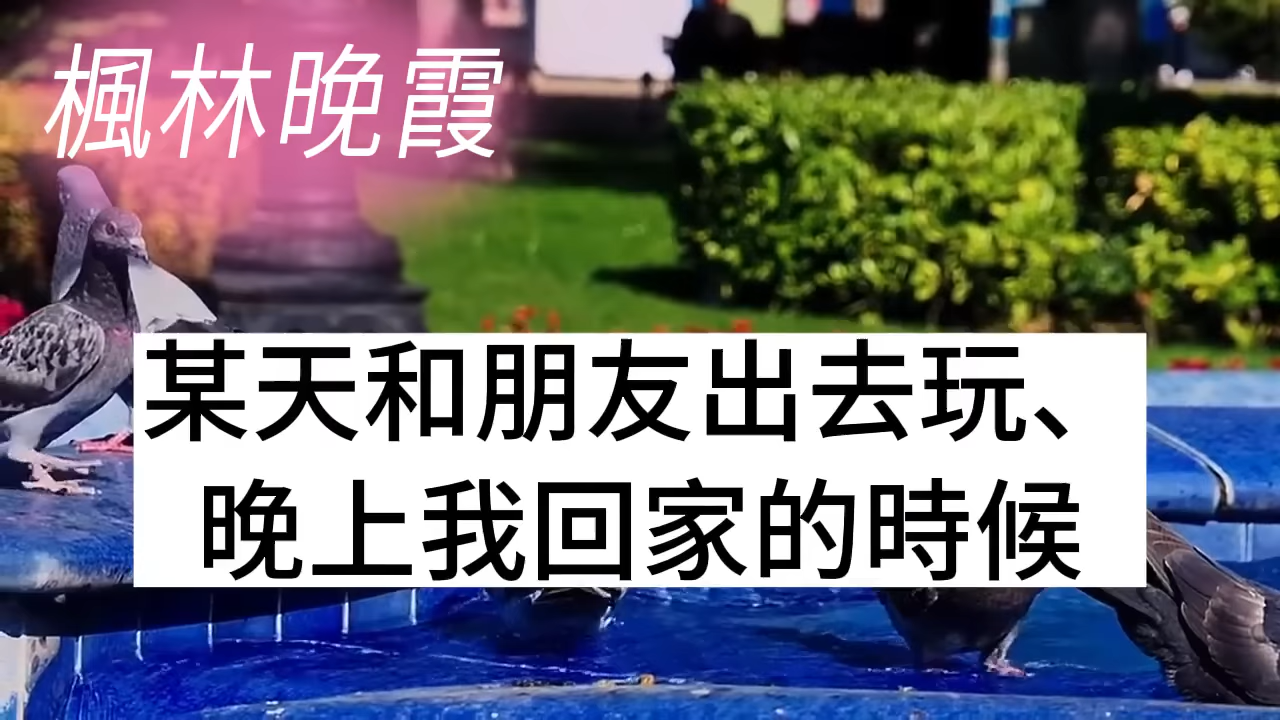 楓林晚霞
某天和朋友出去玩、
晚上我回家的時候